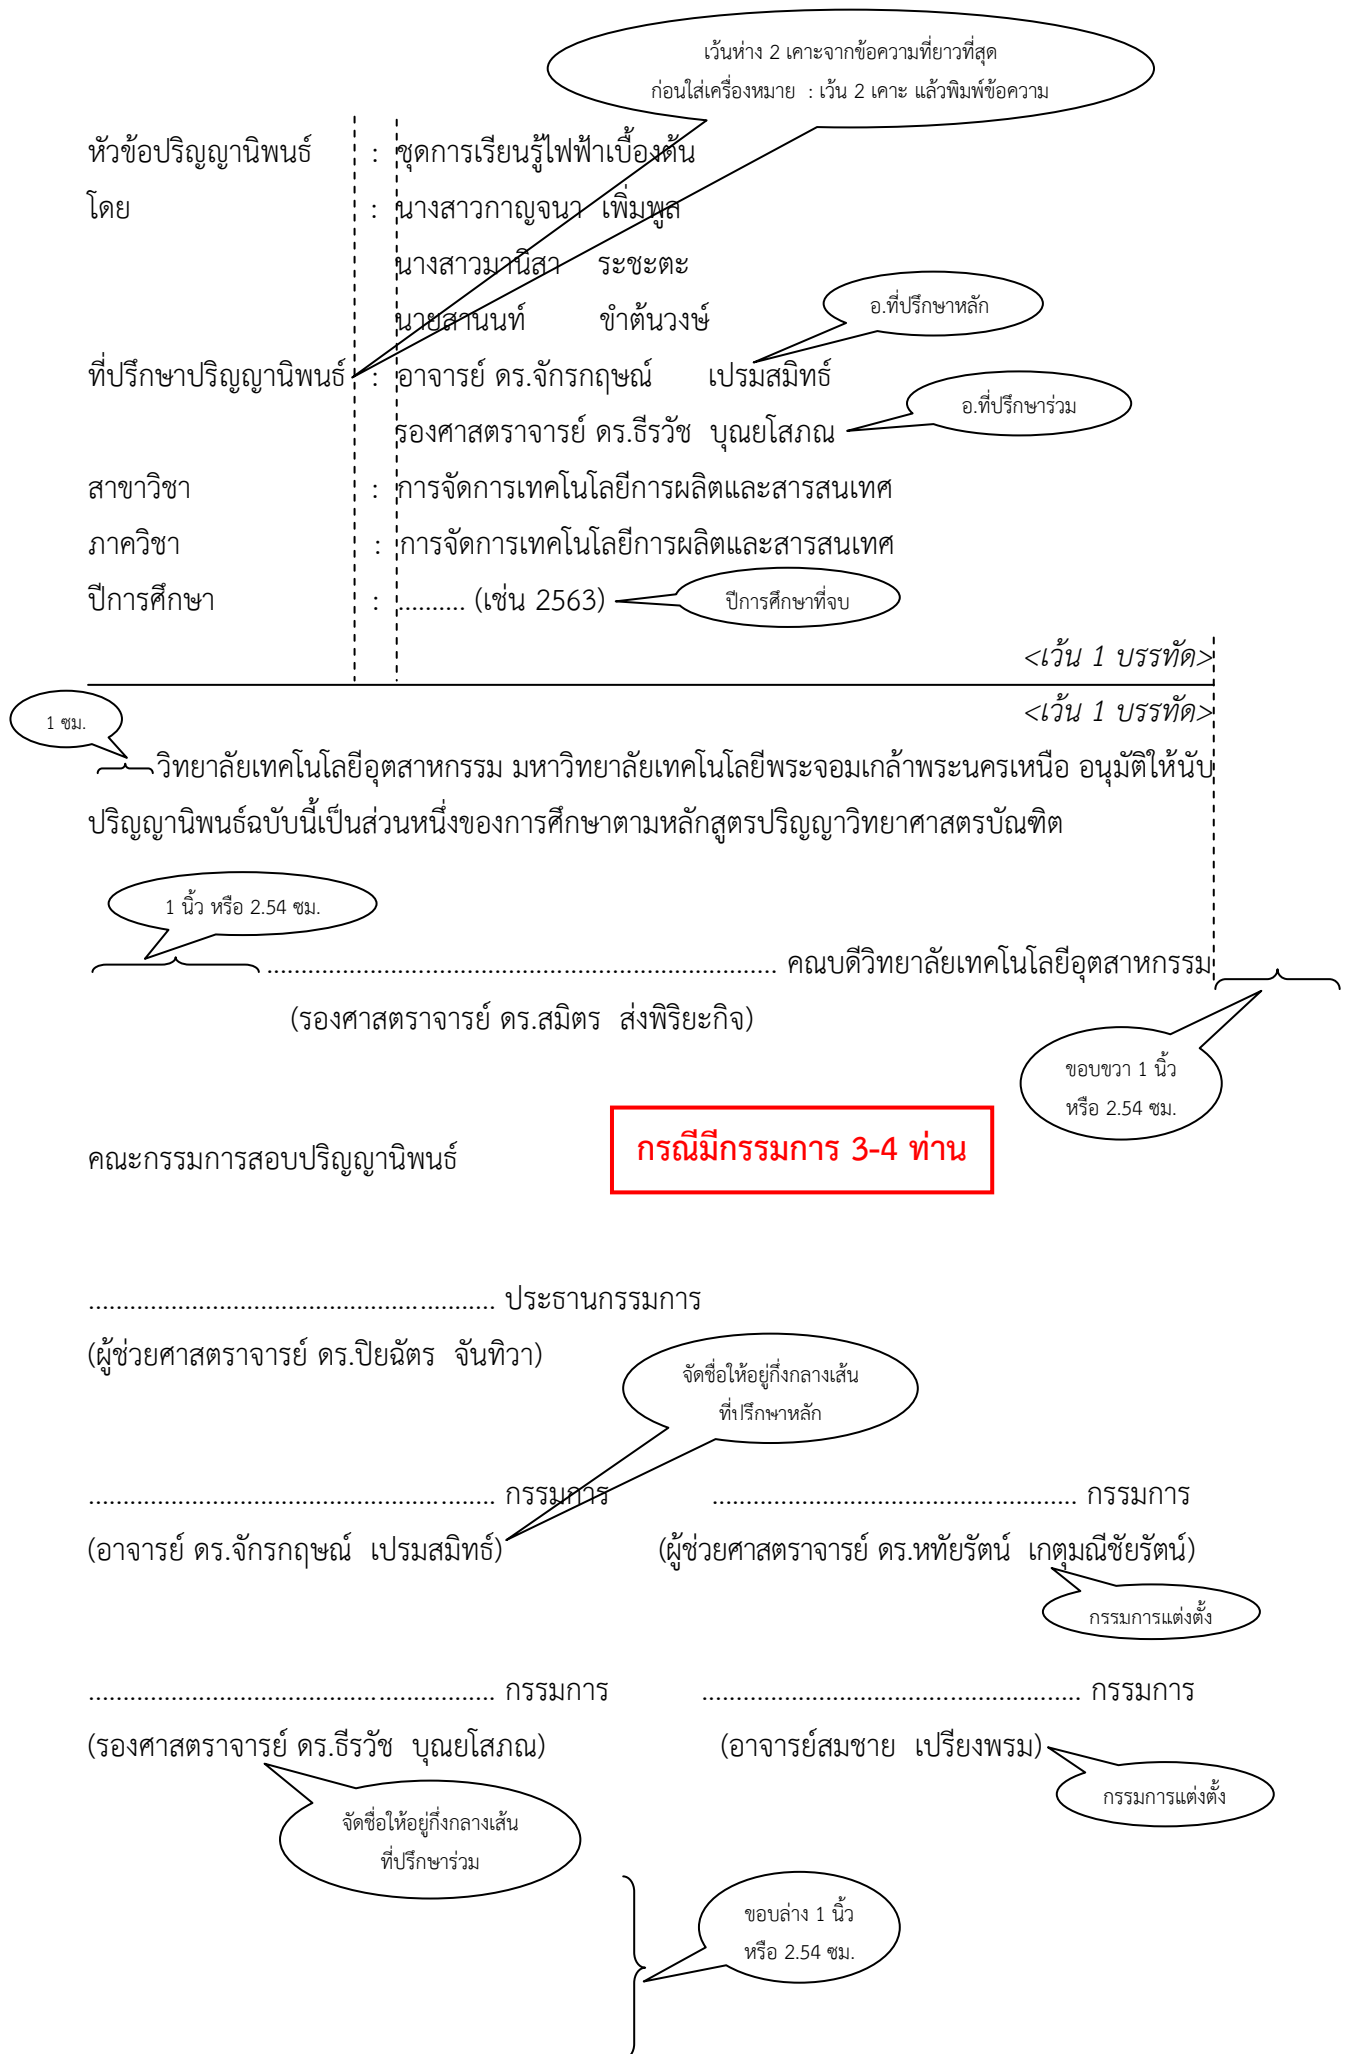 เว้นห่าง 2 เคาะจากข้อความที่ยาวที่สุด
ก่อนใส่เครื่องหมาย : เว้น 2 เคาะ แล้วพิมพ์ข้อความ
หัวข้อปริญญานิพนธ์ : ชุดการเรียนรู้ไฟฟ้าเบื้องต้น
โดย : นางสาวกาญจนา เพิ่มพูล
นางสาวมานิสา ระชะตะ
นายสานนท์ ขำต้นวงษ์
อ.ที่ปรึกษาหลัก
ที่ปรึกษาปริญญานิพนธ์ : อาจารย์ ดร.จักรกฤษณ์ เปรมสมิทธ์
อ.ที่ปรึกษาร่วม
รองศาสตราจารย์ ดร.ธีรวัช บุณยโสภณ
สาขาวิชา : การจัดการเทคโนโลยีการผลิตและสารสนเทศ
ภาควิชา : การจัดการเทคโนโลยีการผลิตและสารสนเทศ
ปีการศึกษา : .......... (เช่น 2563) ปีการศึกษาที่จบ
<เว้น 1 บรรทัด>
<เว้น 1 บรรทัด>
1 ซม.
วิทยาลัยเทคโนโลยีอุตสาหกรรม มหาวิทยาลัยเทคโนโลยีพระจอมเกล้าพระนครเหนือ อนุมัติให้นับ
ปริญญานิพนธ์ฉบับนี้เป็นส่วนหนึ่งของการศึกษาตามหลักสูตรปริญญาวิทยาศาสตรบัณฑิต
1 นิ้ว หรือ 2.54 ซม.
.......................................................................... คณบดีวิทยาลัยเทคโนโลยีอุตสาหกรรม
(รองศาสตราจารย์ ดร.สมิตร ส่งพิริยะกิจ)
ขอบขวา 1 นิ้ว
หรือ 2.54 ซม.
กรณีมีกรรมการ 3-4 ท่าน
คณะกรรมการสอบปริญญานิพนธ์
........................................................... ประธานกรรมการ
(ผู้ช่วยศาสตราจารย์ ดร.ปิยฉัตร จันทิวา)
จัดชื่อให้อยู่กึ่งกลางเส้น
ที่ปรึกษาหลัก
........................................................... กรรมการ ..................................................... กรรมการ
(อาจารย์ ดร.จักรกฤษณ์ เปรมสมิทธ์) (ผู้ช่วยศาสตราจารย์ ดร.หทัยรัตน์ เกตุมณีชัยรัตน์)
กรรมการแต่งตั้ง
........................................................... กรรมการ ....................................................... กรรมการ
(รองศาสตราจารย์ ดร.ธีรวัช บุณยโสภณ) (อาจารย์สมชาย เปรียงพรม)
กรรมการแต่งตั้ง
จัดชื่อให้อยู่กึ่งกลางเส้น
ที่ปรึกษาร่วม
ขอบล่าง 1 นิ้ว
หรือ 2.54 ซม.